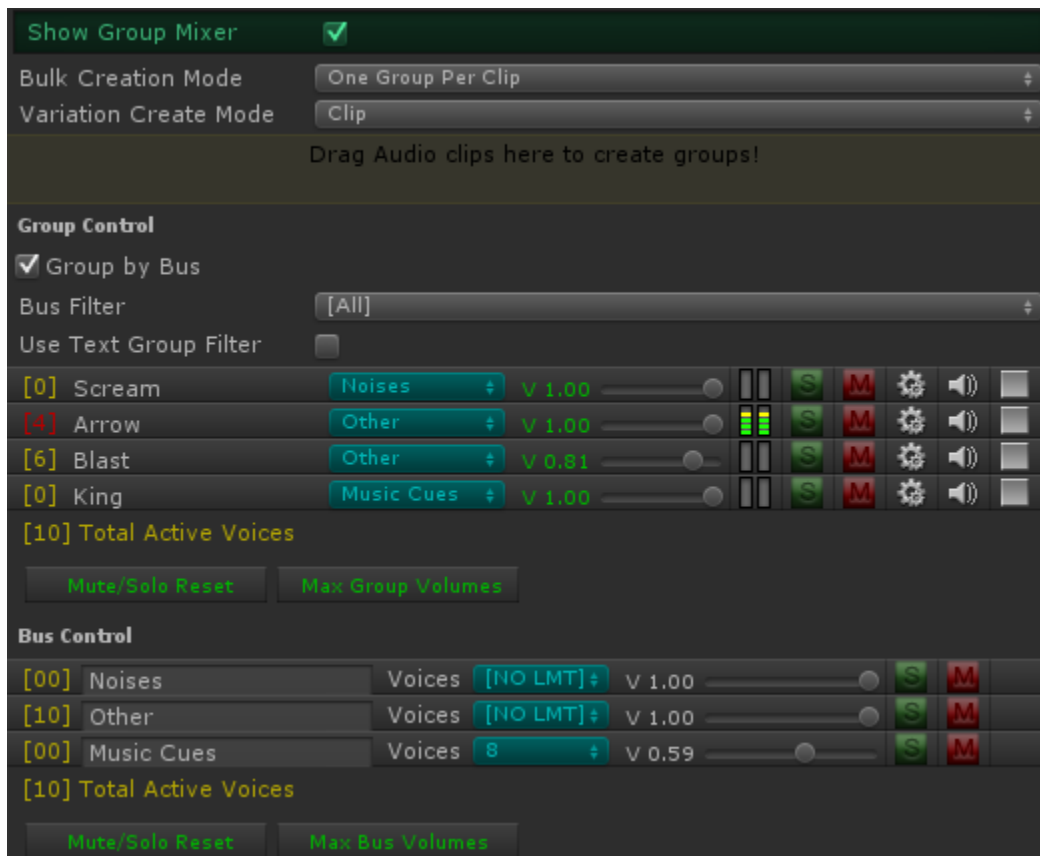 Show Group Mixer
Bulk Creation Mode One Group Per Clip
Variation Create Mode Clip
Drag Audio clips here to create groups!
Group Control
Group by Bus
Bus Filter [All]
Use Text Group Filter
[0] Scream Noises V 1.00 S M
[4] Arrow Other V 1.00 S M
[6] Blast Other V 0.81 S M
[0] King Music Cues V 1.00 S M
[10] Total Active Voices
Mute/Solo Reset Max Group Volumes
Bus Control
[00] Noises Voices [NO LMT] V 1.00 S M
[10] Other Voices [NO LMT] V 1.00 S M
[00] Music Cues Voices 8 V 0.59 S M
[10] Total Active Voices
Mute/Solo Reset Max Bus Volumes